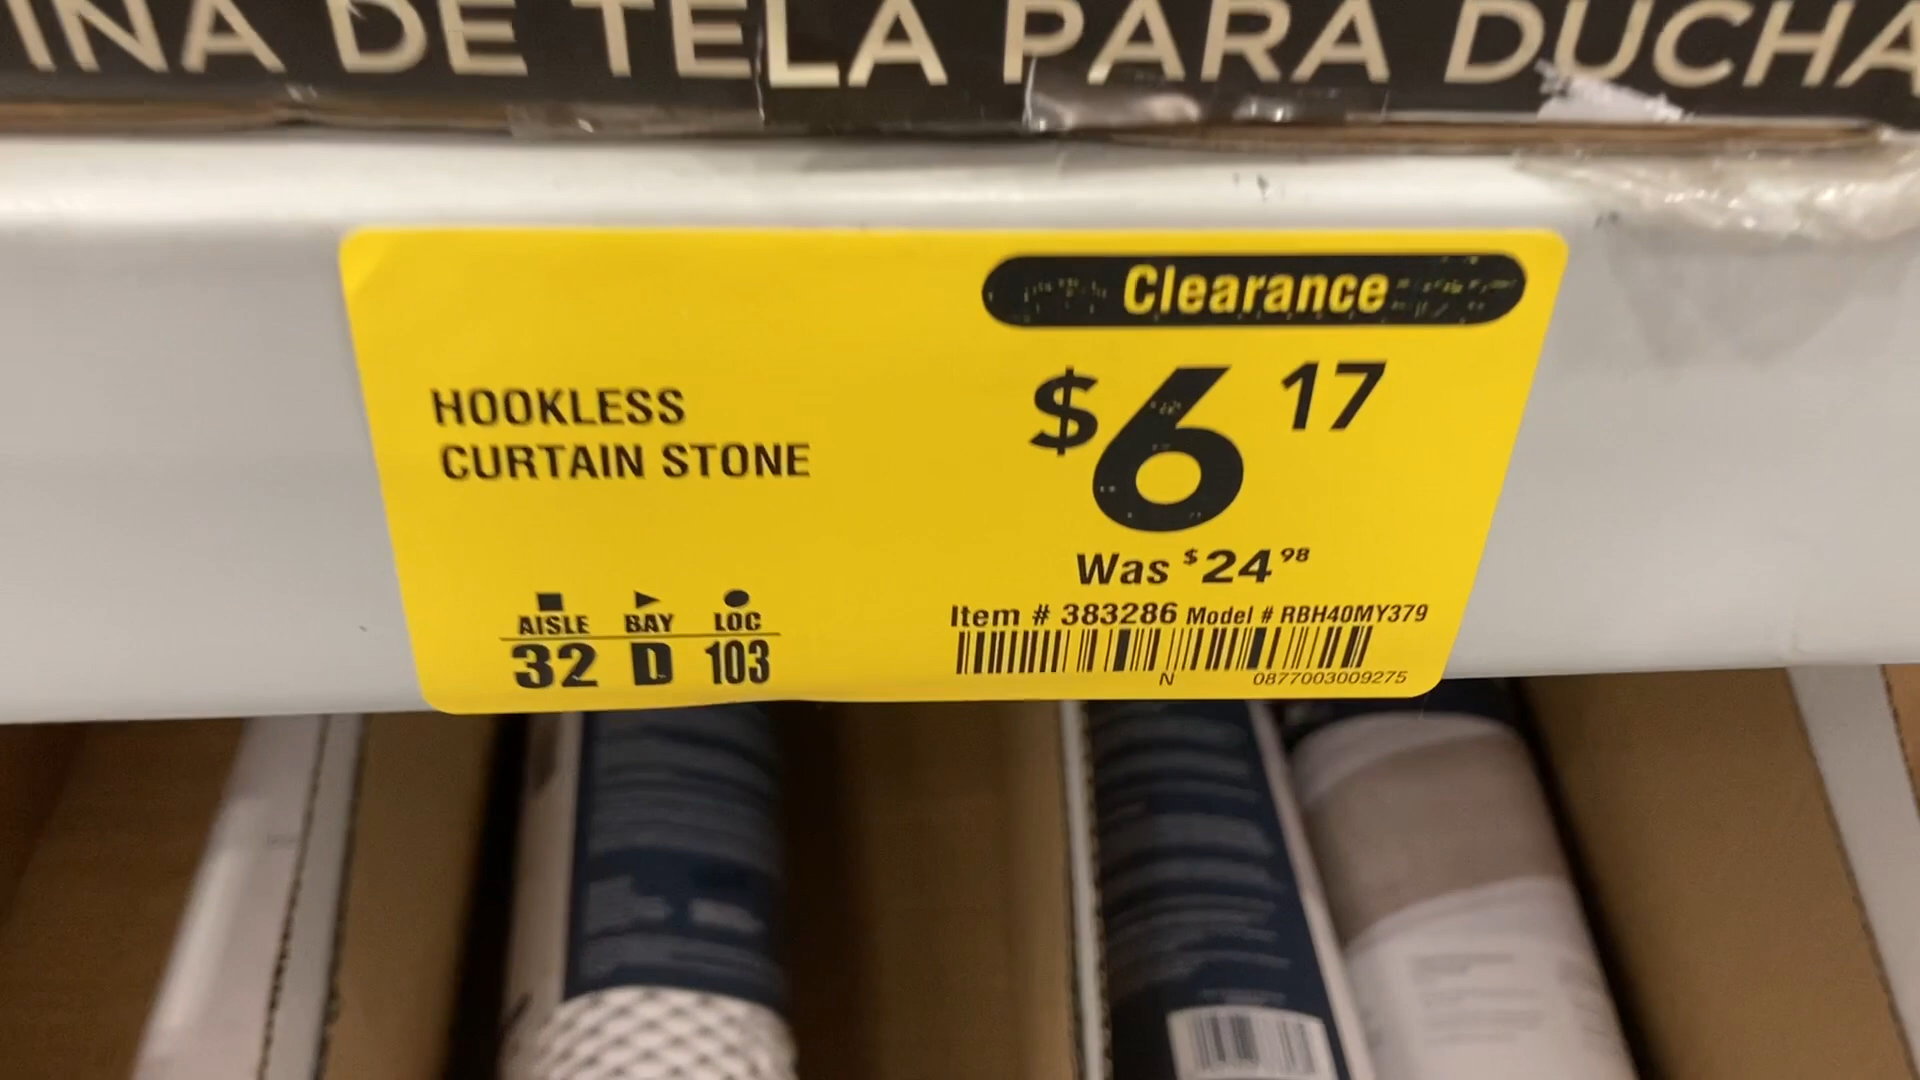 INA DE TELA PARA DUCHA
Clearance
HOOKLESS
CURTAIN STONE
$6 17
Was $24 98
AISLE BAY LOC
32 D 103
Item # 383286 Model # RBH40MY379
N 0877003009275